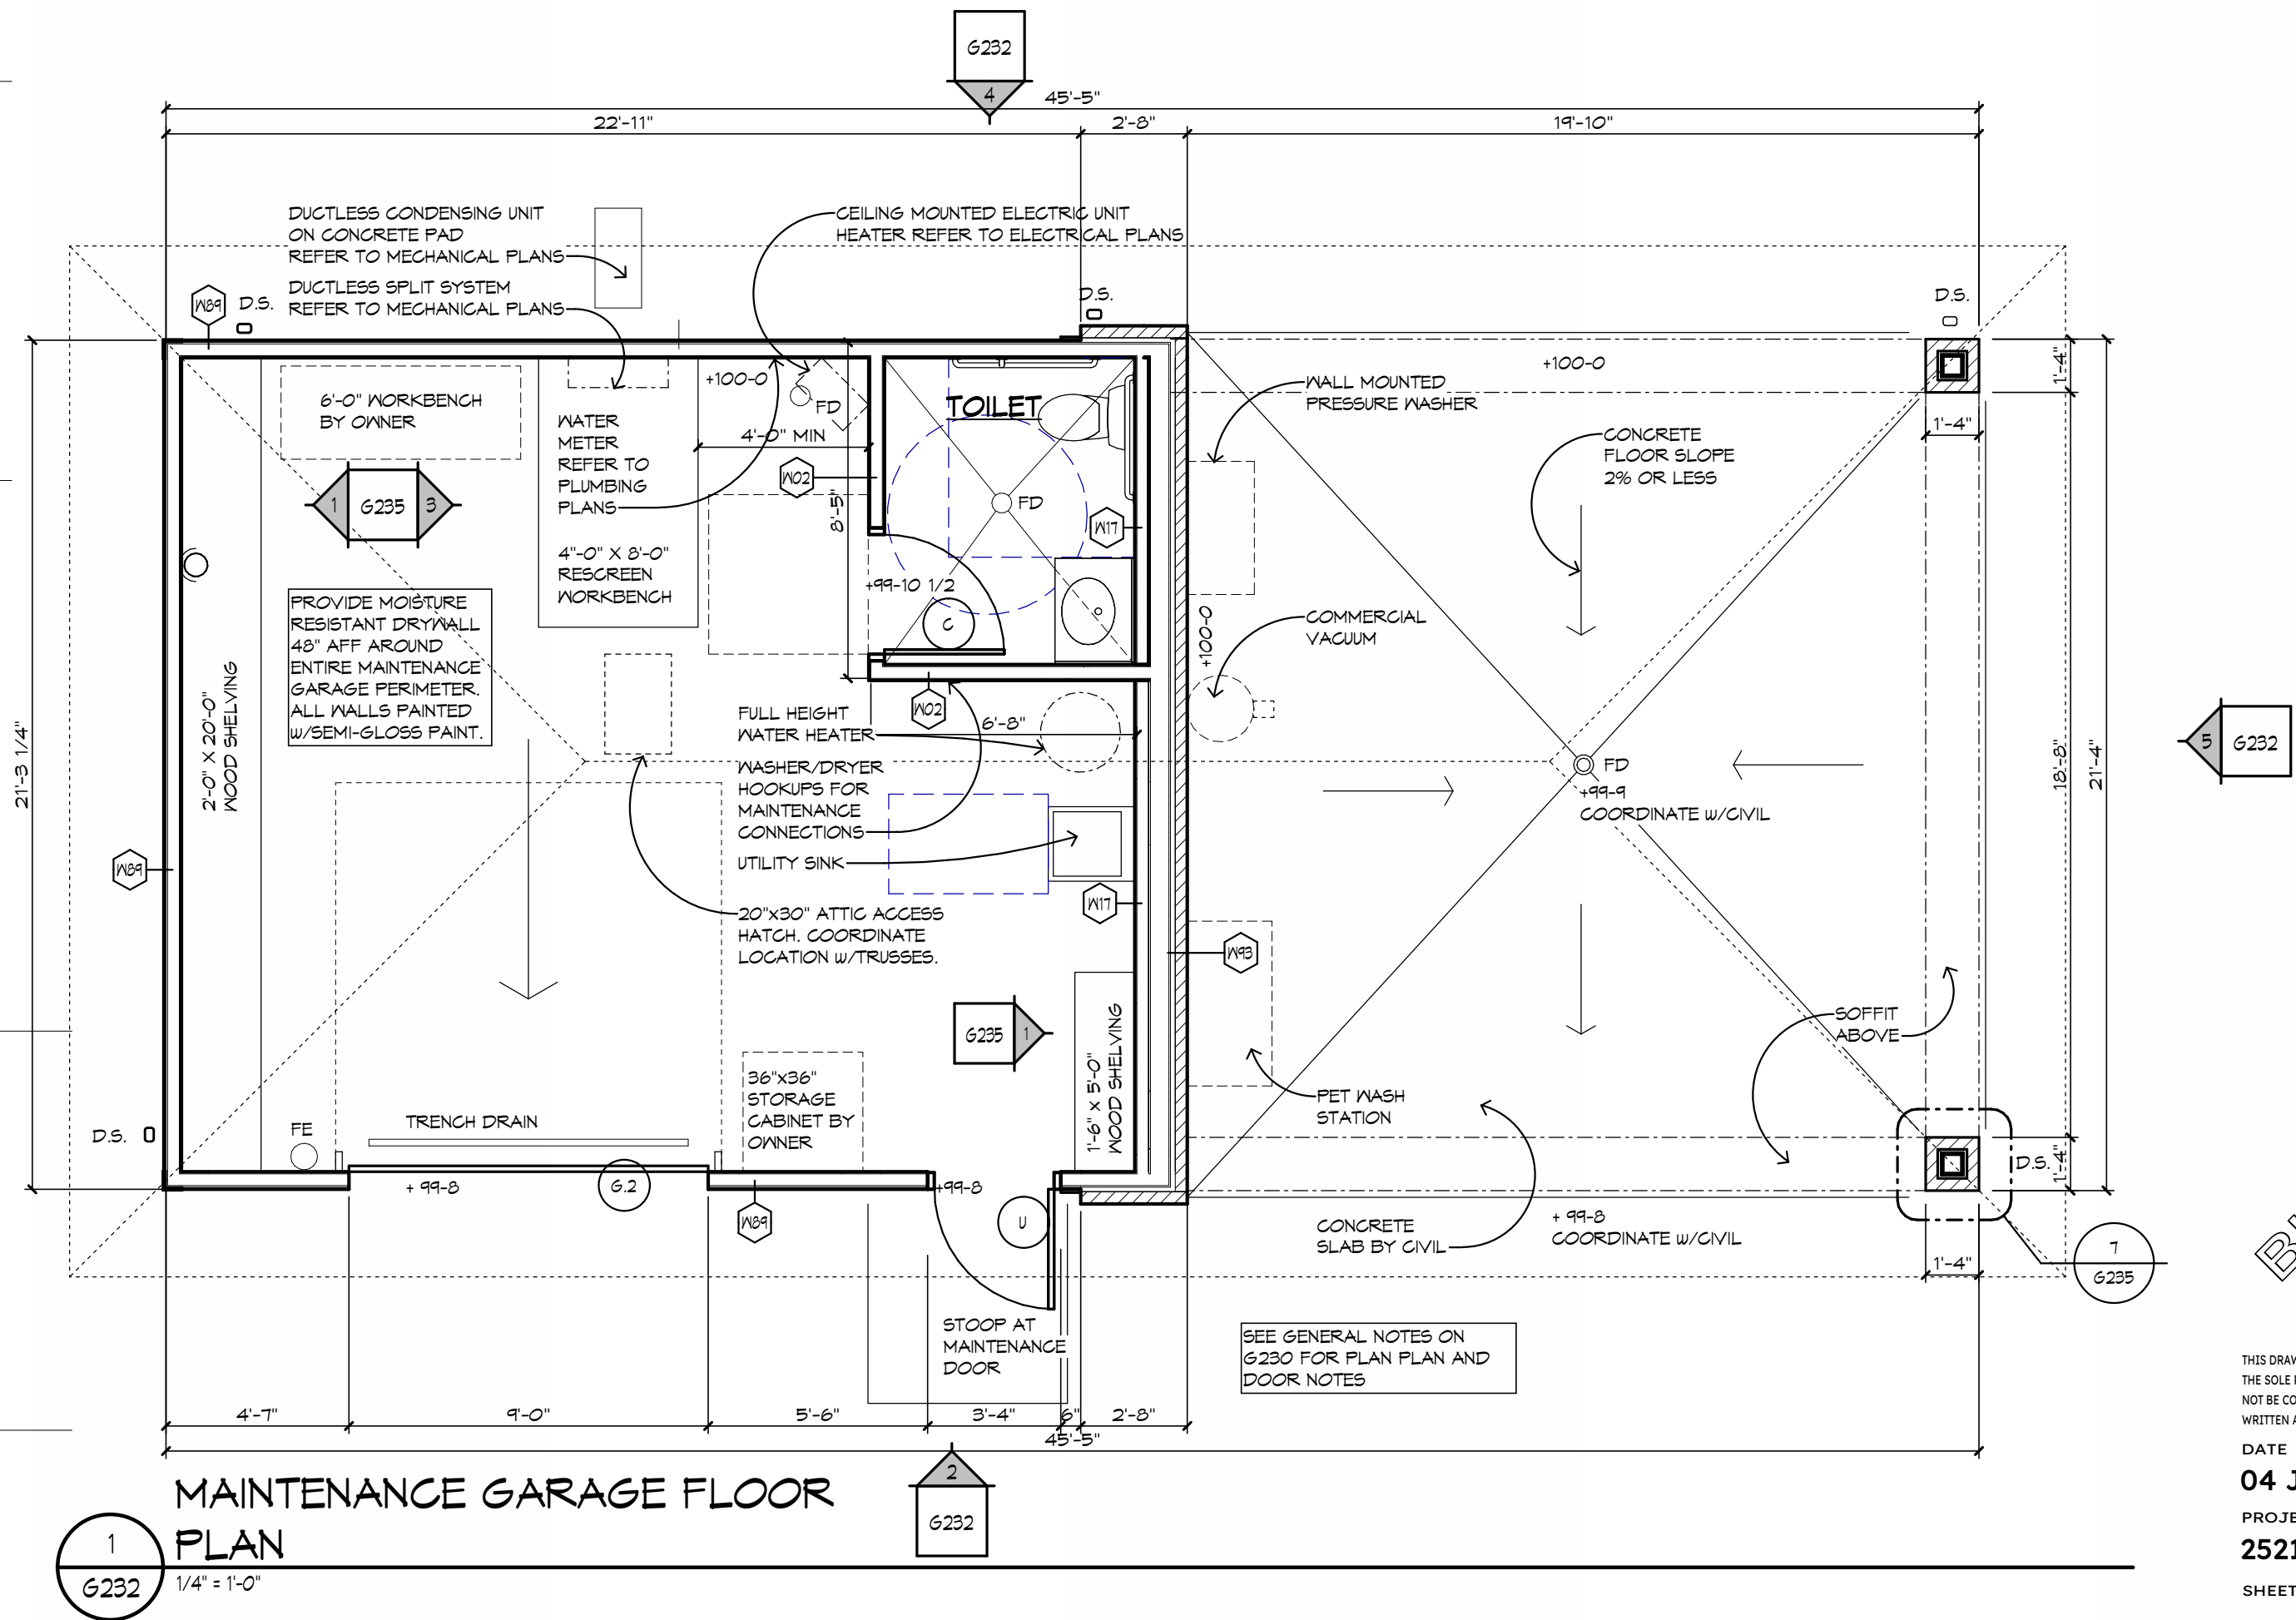 G232
4
45'-5"
22'-11"
2'-8"
19'-10"
DUCTLESS CONDENSING UNIT
ON CONCRETE PAD
REFER TO MECHANICAL PLANS
DUCTLESS SPLIT SYSTEM
REFER TO MECHANICAL PLANS
CEILING MOUNTED ELECTRIC UNIT
HEATER REFER TO ELECTRICAL PLANS
W89
D.S.
D.S.
D.S.
6'-0" WORKBENCH
BY OWNER
+100-0
FD
4'-0" MIN
WATER
METER
REFER TO
PLUMBING
PLANS
4"-0" X 8'-0"
RESCREEN
WORKBENCH
W02
8'-5"
TOILET
FD
W17
+99-10 1/2
C
W02
1
G235
3
PROVIDE MOISTURE
RESISTANT DRYWALL
48" AFF AROUND
ENTIRE MAINTENANCE
GARAGE PERIMETER.
ALL WALLS PAINTED
W/SEMI-GLOSS PAINT.
2'-0" X 20'-0"
WOOD SHELVING
21'-3 1/4"
W89
FULL HEIGHT
WATER HEATER
6'-8"
WASHER/DRYER
HOOKUPS FOR
MAINTENANCE
CONNECTIONS
UTILITY SINK
20"x30" ATTIC ACCESS
HATCH. COORDINATE
LOCATION W/TRUSSES.
W17
W93
G235
1
1'-6" x 5'-0"
WOOD SHELVING
36"x36"
STORAGE
CABINET BY
OWNER
TRENCH DRAIN
FE
D.S.
+ 99-8
G.2
W89
+99-8
U
STOOP AT
MAINTENANCE
DOOR
WALL MOUNTED
PRESSURE WASHER
+100-0
CONCRETE
FLOOR SLOPE
2% OR LESS
COMMERCIAL
VACUUM
+100-0
FD
+99-9
COORDINATE W/CIVIL
SOFFIT
ABOVE
PET WASH
STATION
CONCRETE
SLAB BY CIVIL
+ 99-8
COORDINATE W/CIVIL
D.S.
1'-4"
1'-4"
18'-8"
21'-4"
1'-4"
1'-4"
5
G232
7
G235
SEE GENERAL NOTES ON
G230 FOR PLAN PLAN AND
DOOR NOTES
4'-7"
9'-0"
5'-6"
3'-4"
6"
2'-8"
45'-5"
2
G232
MAINTENANCE GARAGE FLOOR
PLAN
1
G232
1/4" = 1'-0"
THIS DRAW
THE SOLE
NOT BE CO
WRITTEN A
DATE
04 J
PROJE
2521
SHEET